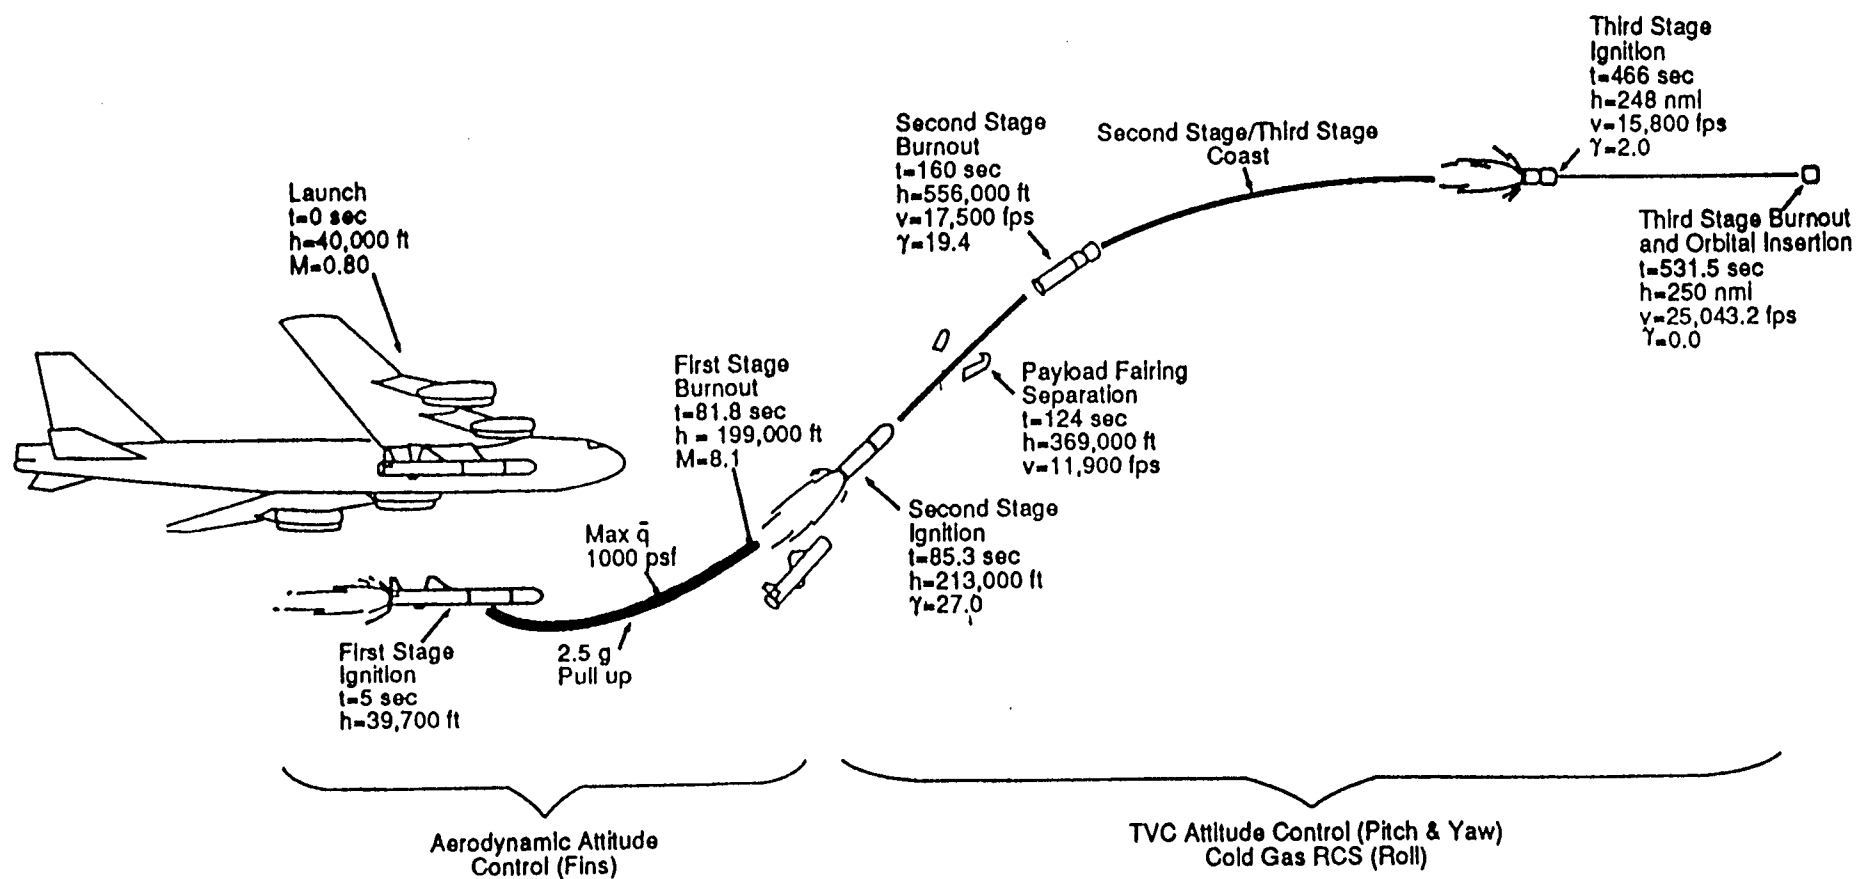 Launch
t=0 sec
h=40,000 ft
M=0.80
First Stage
Ignition
t=5 sec
h=39,700 ft
2.5 g
Pull up
Max q̄
1000 psf
First Stage
Burnout
t=81.8 sec
h = 199,000 ft
M=8.1
Second Stage
Ignition
t=85.3 sec
h=213,000 ft
γ=27.0
Payload Fairing
Separation
t=124 sec
h=369,000 ft
v=11,900 fps
Second Stage
Burnout
t=160 sec
h=556,000 ft
v=17,500 fps
γ=19.4
Second Stage/Third Stage
Coast
Third Stage
Ignition
t=466 sec
h=248 nmi
v=15,800 fps
γ=2.0
Third Stage Burnout
and Orbital Insertion
t=531.5 sec
h=250 nmi
v=25,043.2 fps
γ=0.0
Aerodynamic Attitude
Control (Fins)
TVC Attitude Control (Pitch & Yaw)
Cold Gas RCS (Roll)